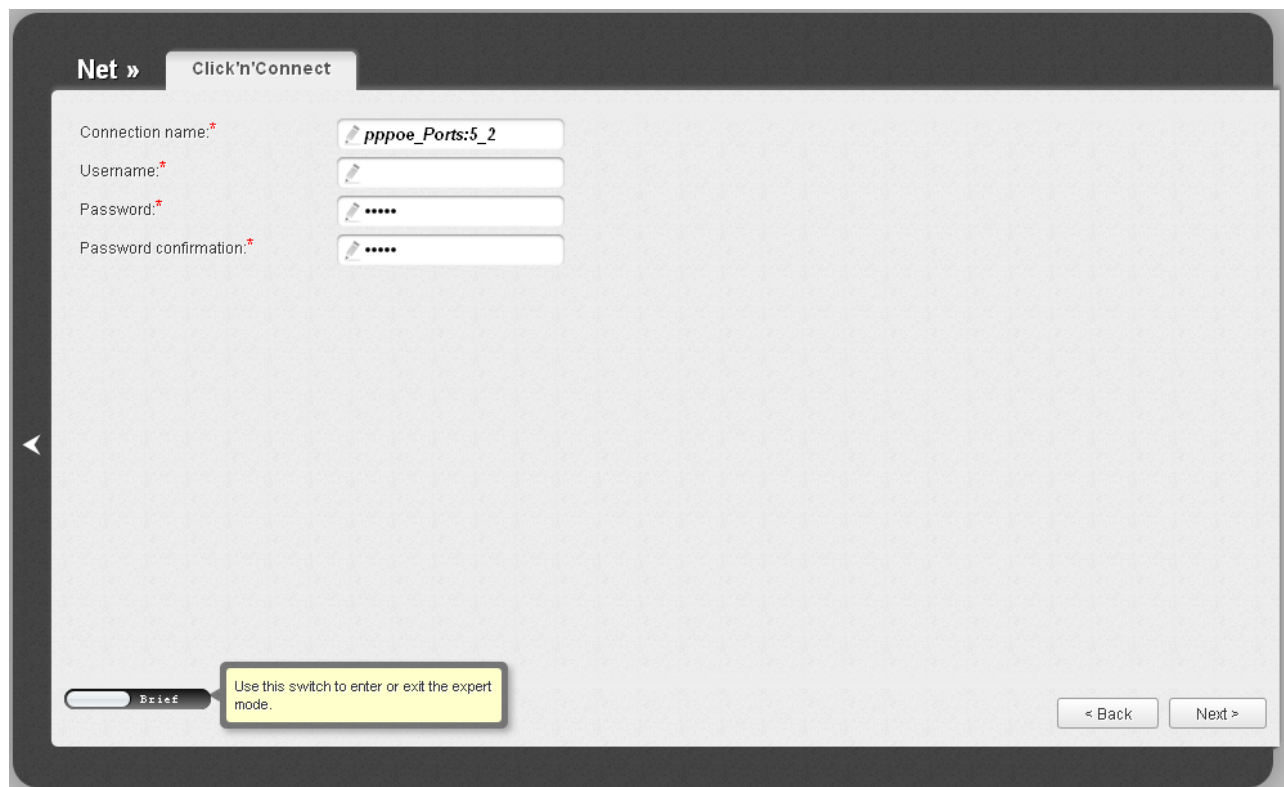 Net »
Click'n'Connect
Connection name:*
pppoe_Ports:5_2
Username:*
Password:*
•••••
Password confirmation:*
•••••
Brief
Use this switch to enter or exit the expert
mode.
< Back
Next >